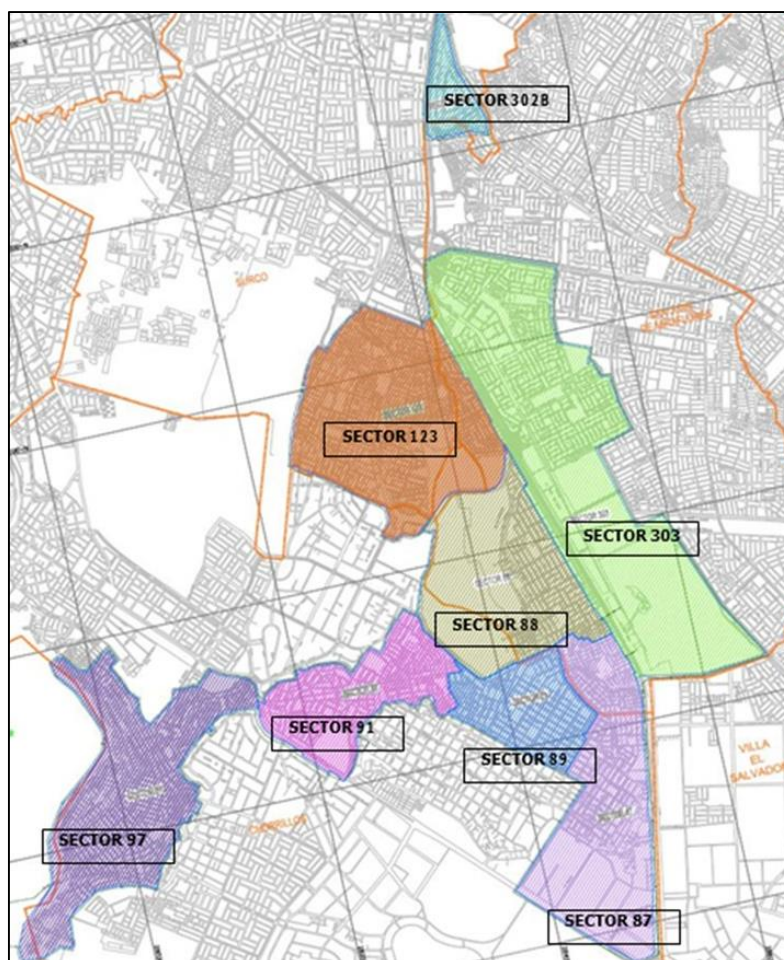 SECTOR 302B
SURCO
SECTOR 123
SECTOR 303
SECTOR 88
SECTOR 91
SECTOR 89
VILLA
EL
SALVADOR
CHORRILLOS
SECTOR 97
SECTOR 87